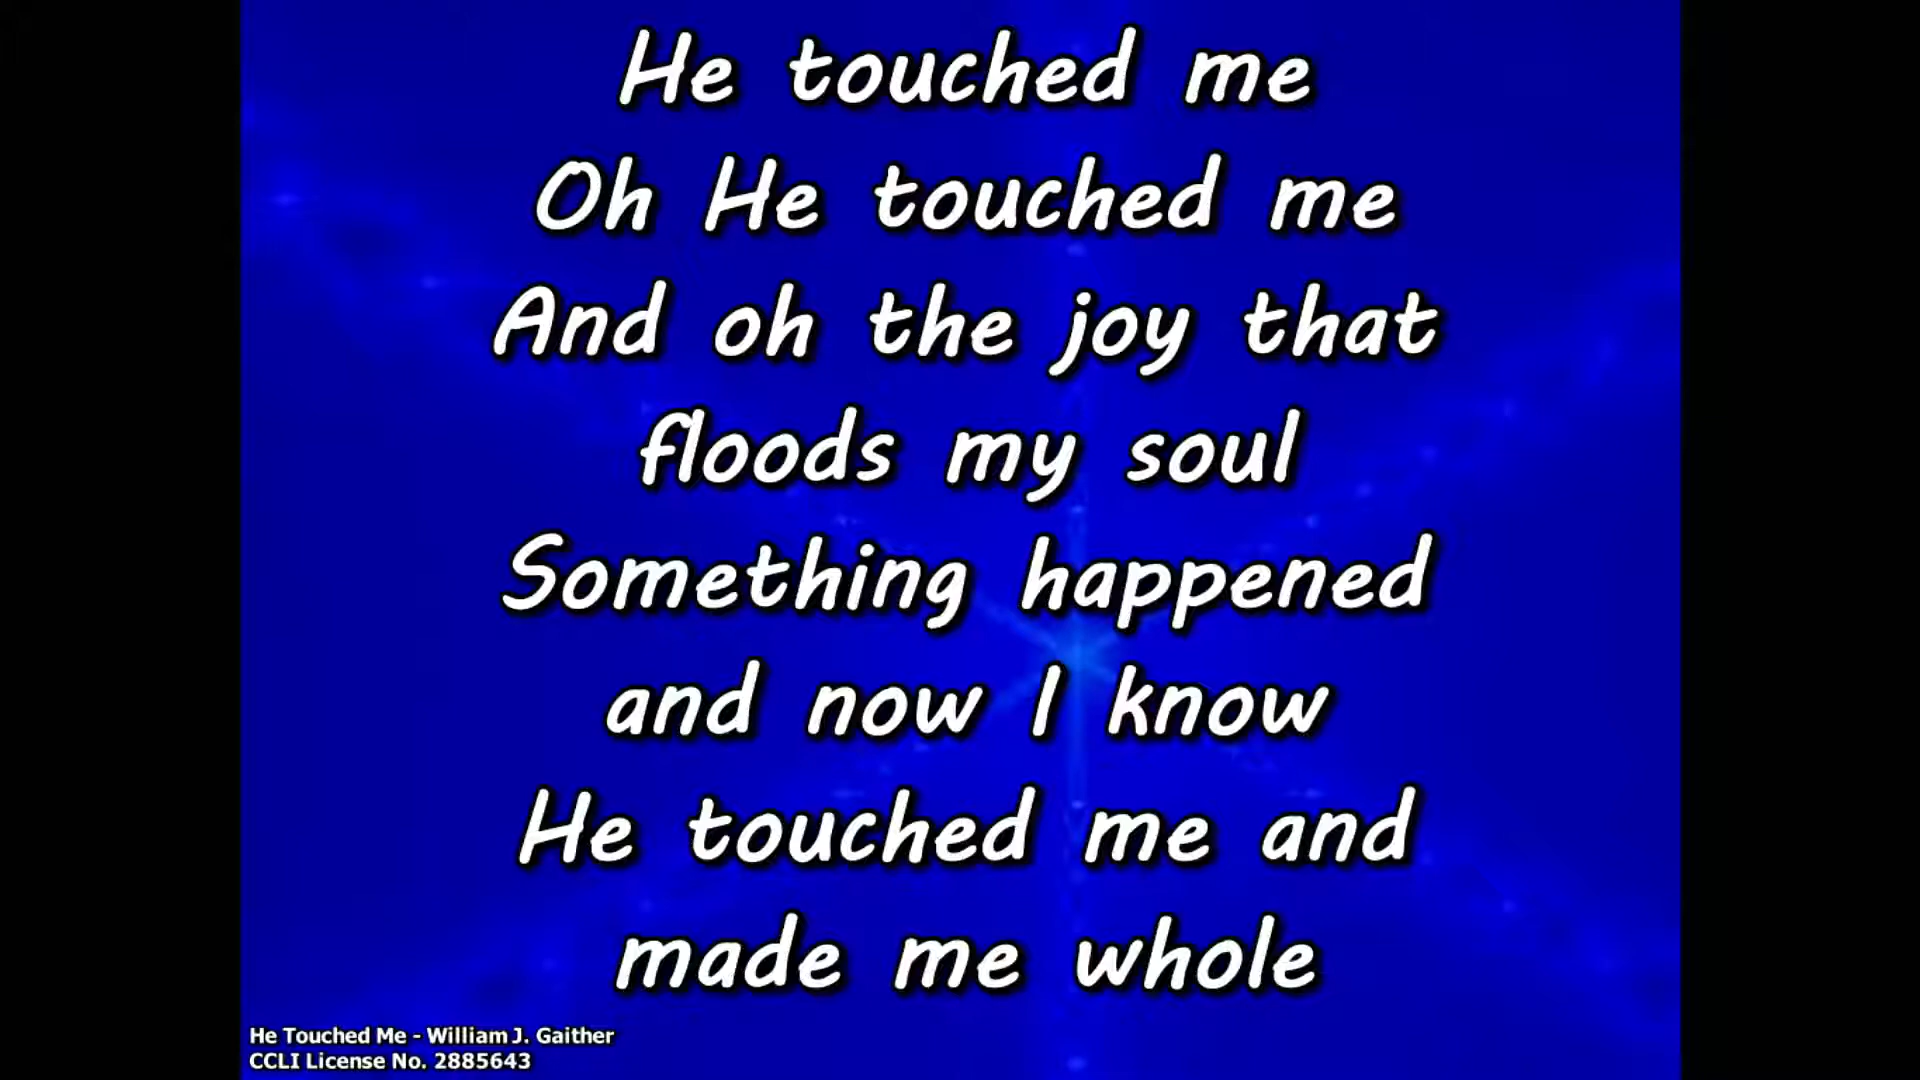 He touched me
Oh He touched me
And oh the joy that
floods my soul
Something happened
and now I know
He touched me and
made me whole
He Touched Me - William J. Gaither
CCLI License No. 2885643